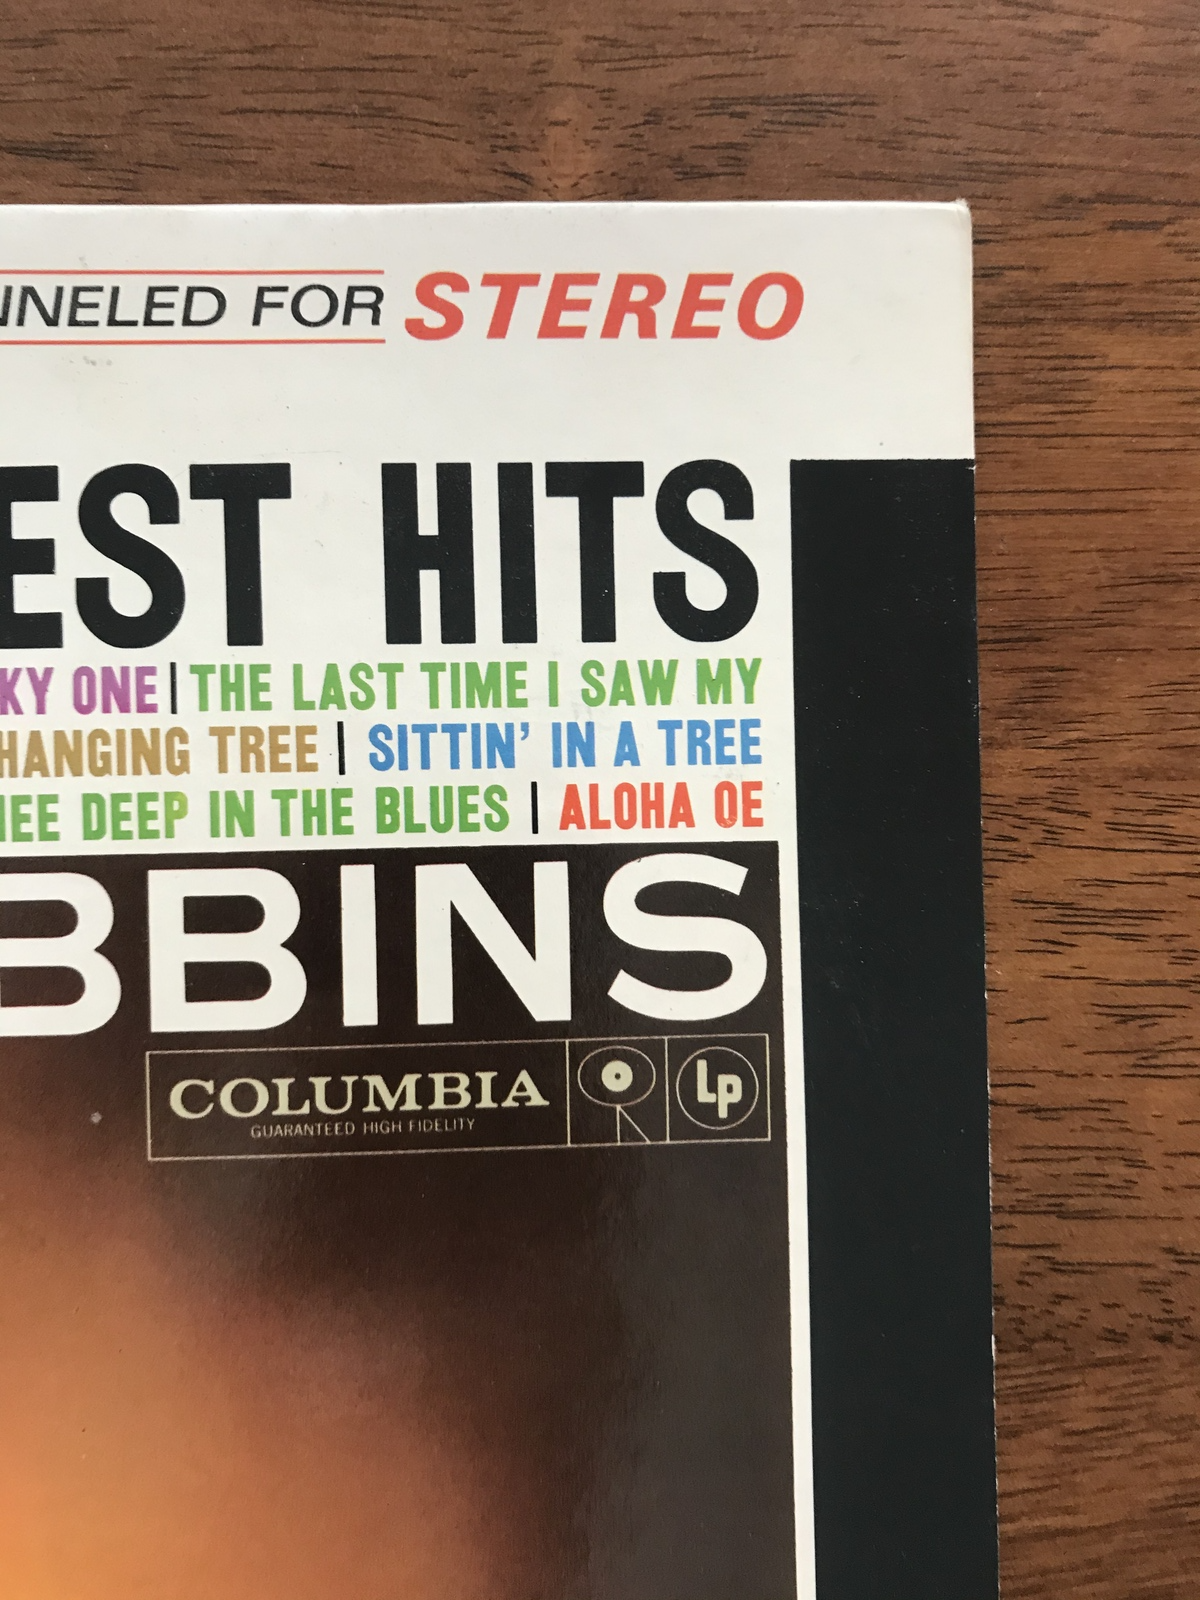 NNELED FOR STEREO
EST HITS
KY ONE | THE LAST TIME I SAW MY
HANGING TREE | SITTIN' IN A TREE
EE DEEP IN THE BLUES | ALOHA OE
BBINS
COLUMBIA
GUARANTEED HIGH FIDELITY
Lp